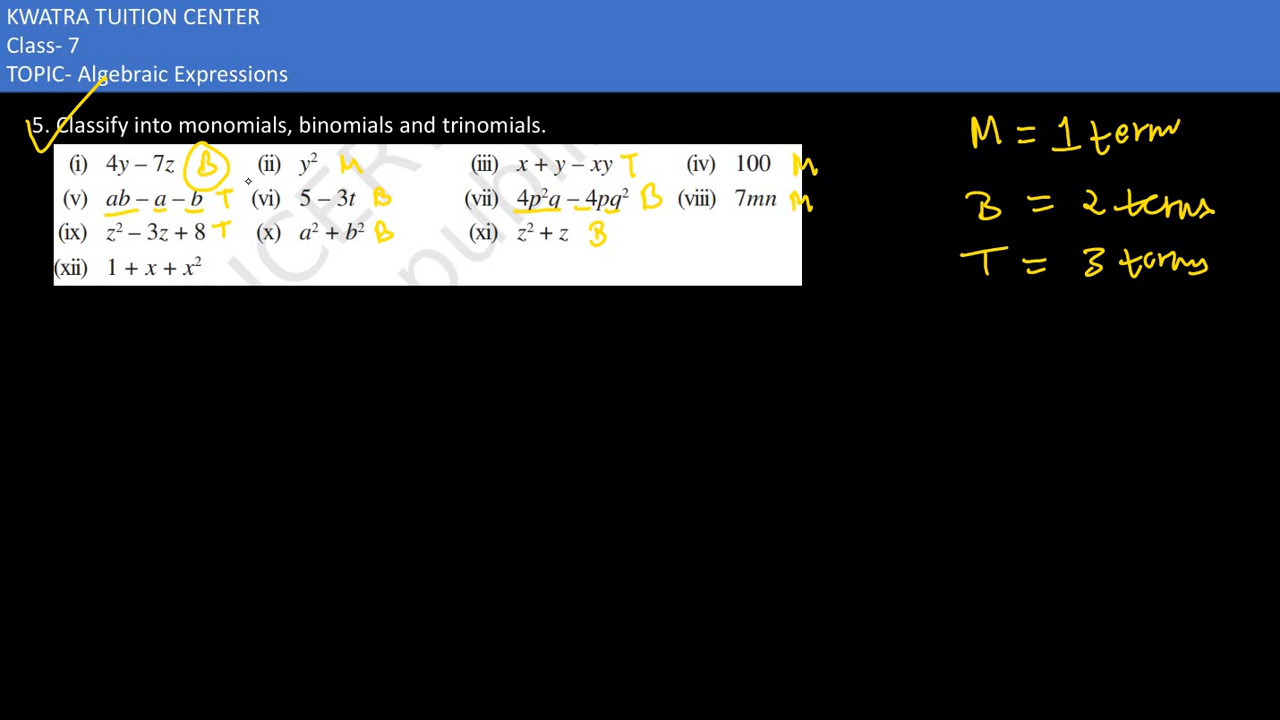 KWATRA TUITION CENTER
Class- 7
TOPIC- Algebraic Expressions
5. Classify into monomials, binomials and trinomials.
(i) 4y – 7z B (ii) y² M (iii) x + y – xy T (iv) 100 M
(v) ab – a – b T (vi) 5 – 3t B (vii) 4p²q – 4pq² B (viii) 7mn M
(ix) z² – 3z + 8 T (x) a² + b² B (xi) z² + z B
(xii) 1 + x + x²
M = 1 term
B = 2 terms
T = 3 terms